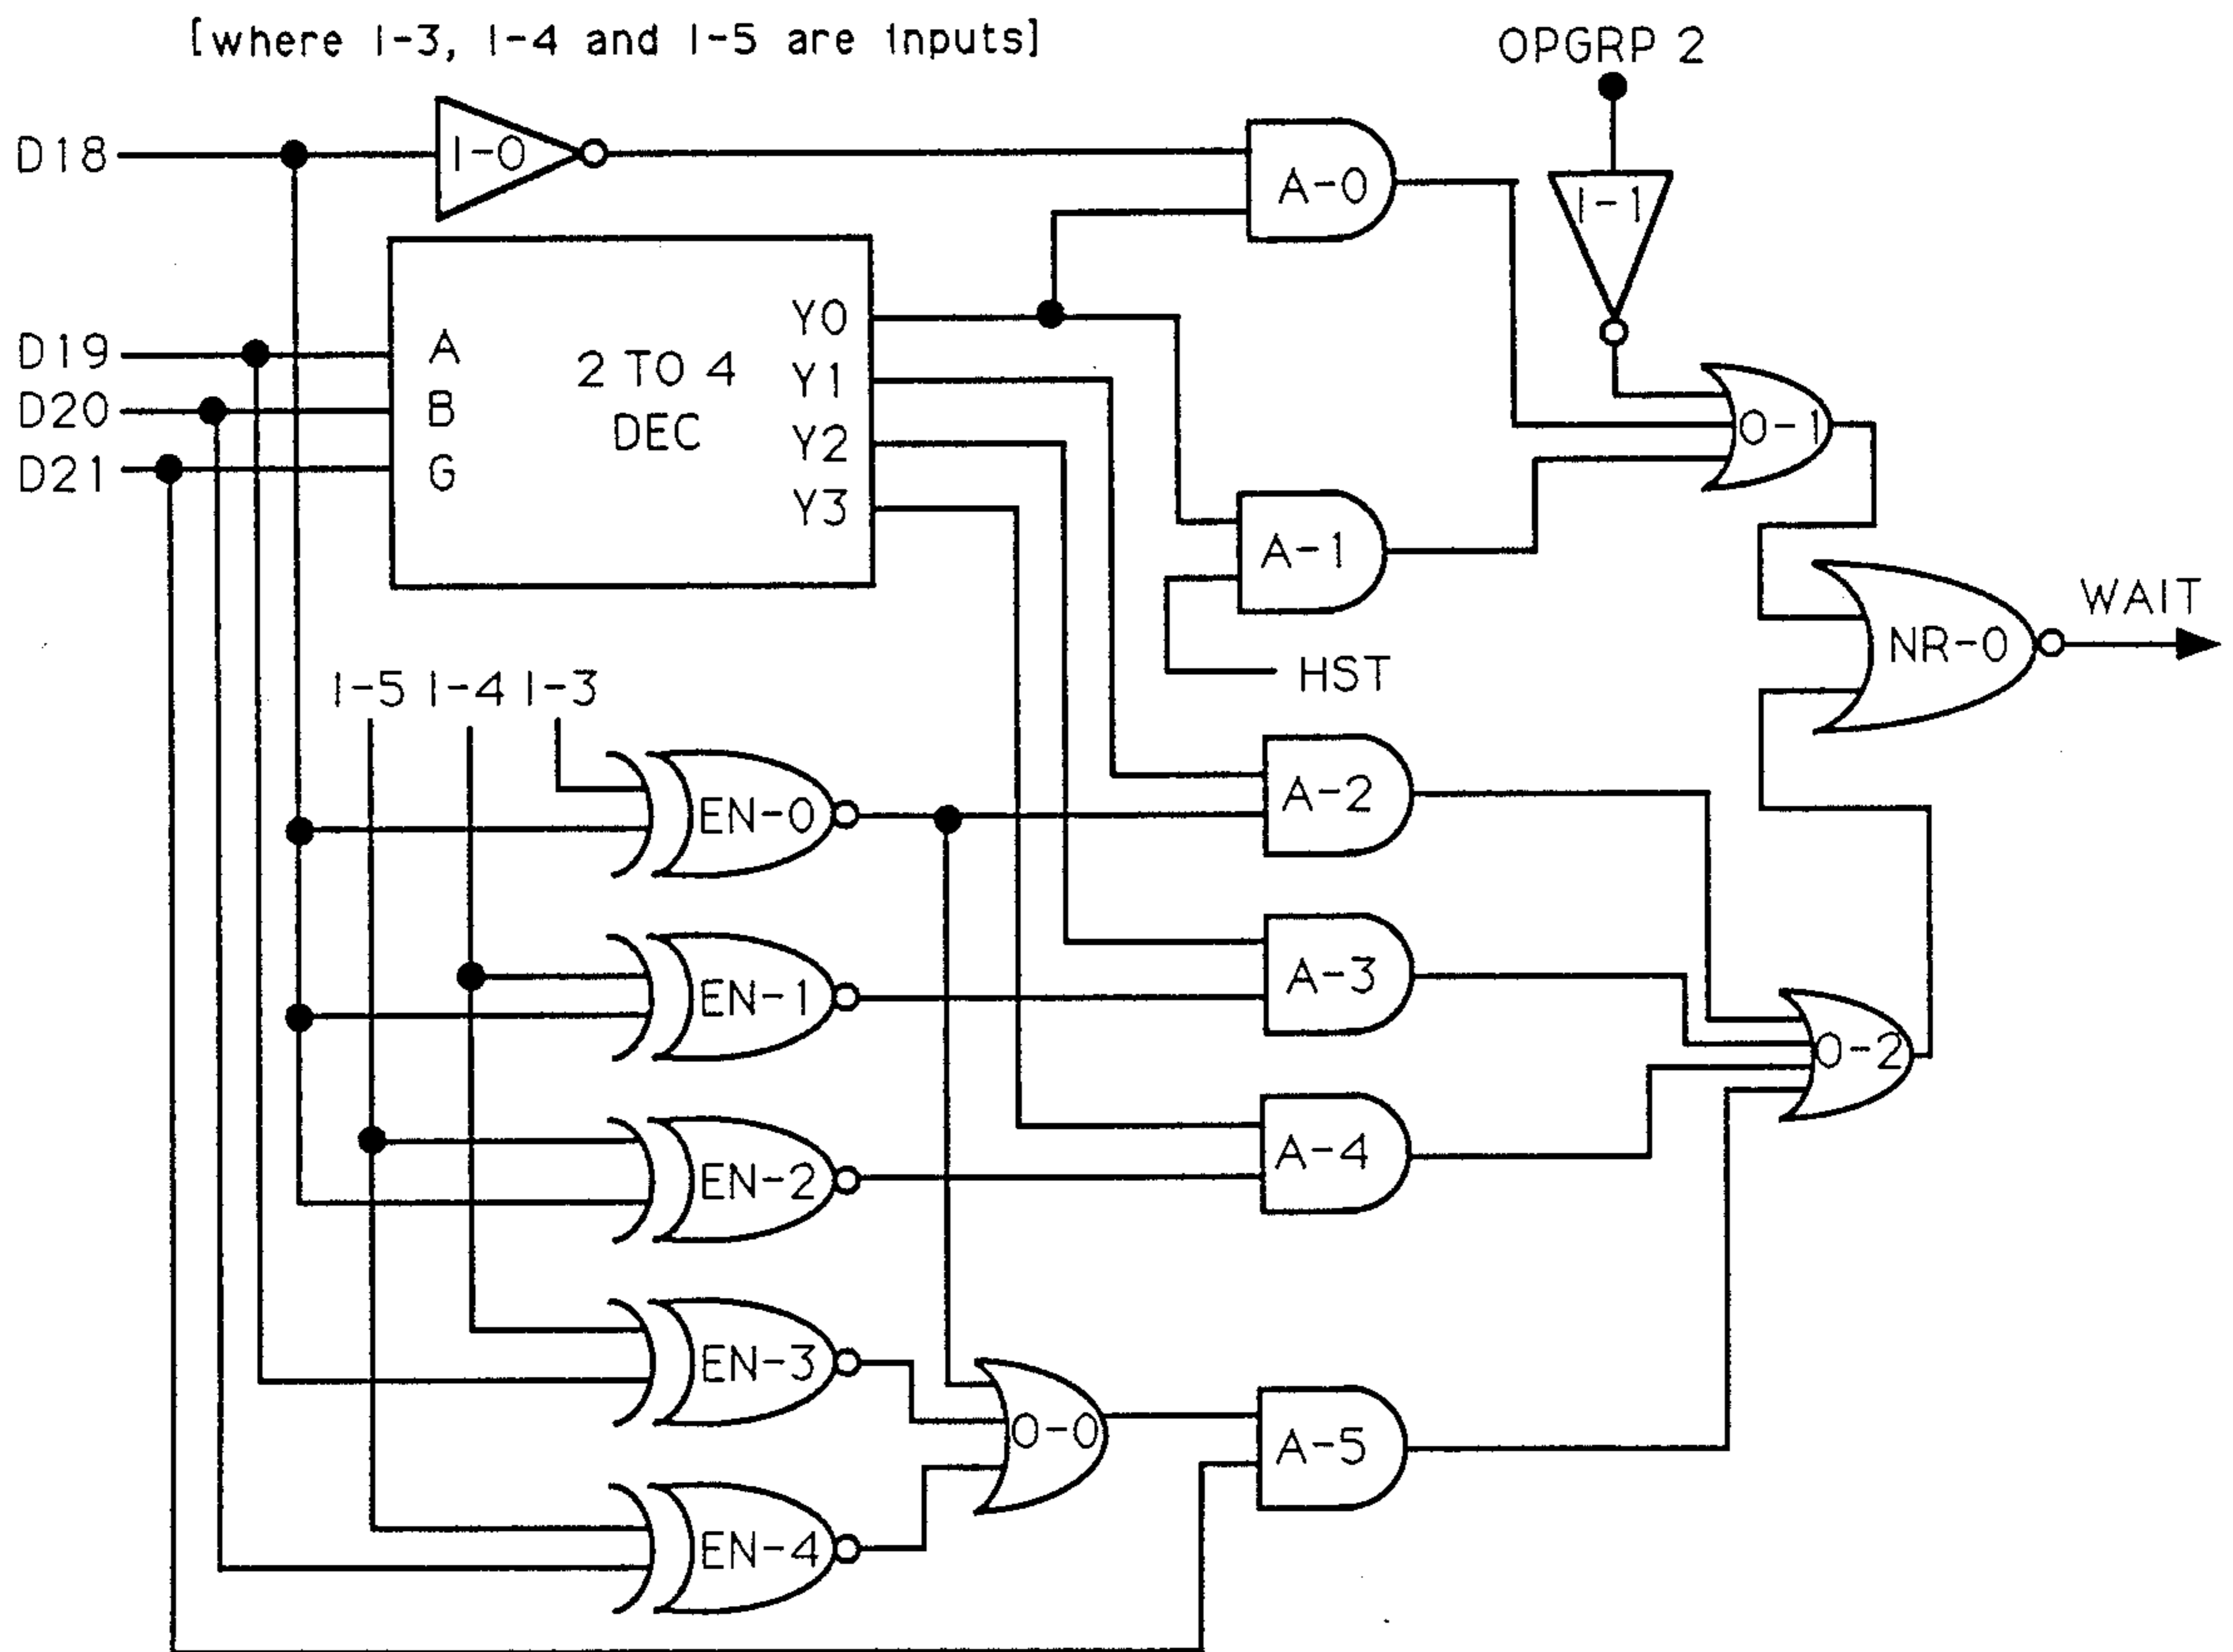 [where I-3, I-4 and I-5 are inputs]
OPGRP 2
D18
I-0
A-0
I-1
D19
D20
D21
A
B
G
2 TO 4
DEC
Y0
Y1
Y2
Y3
O-1
A-1
HST
NR-0
WAIT
I-5 I-4 I-3
EN-0
A-2
EN-1
A-3
O-2
EN-2
A-4
EN-3
O-0
A-5
EN-4